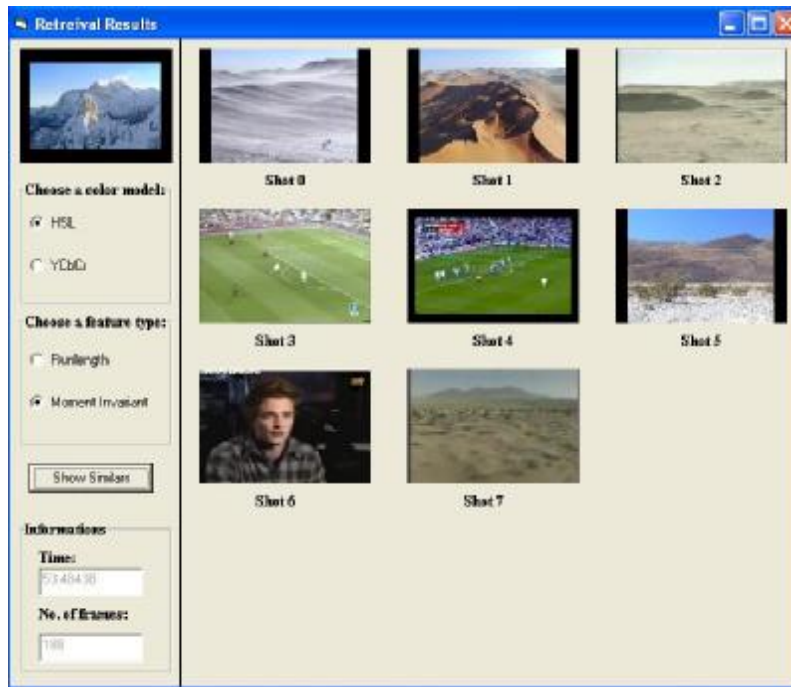 Retreival Results
Choose a color model:
HSL
YCbCr
Choose a feature type:
Runlength
Moment Invariant
Show Similars
Informations
Time:
No. of frames:
Shot 0
Shot 1
Shot 2
Shot 3
Shot 4
Shot 5
Shot 6
Shot 7